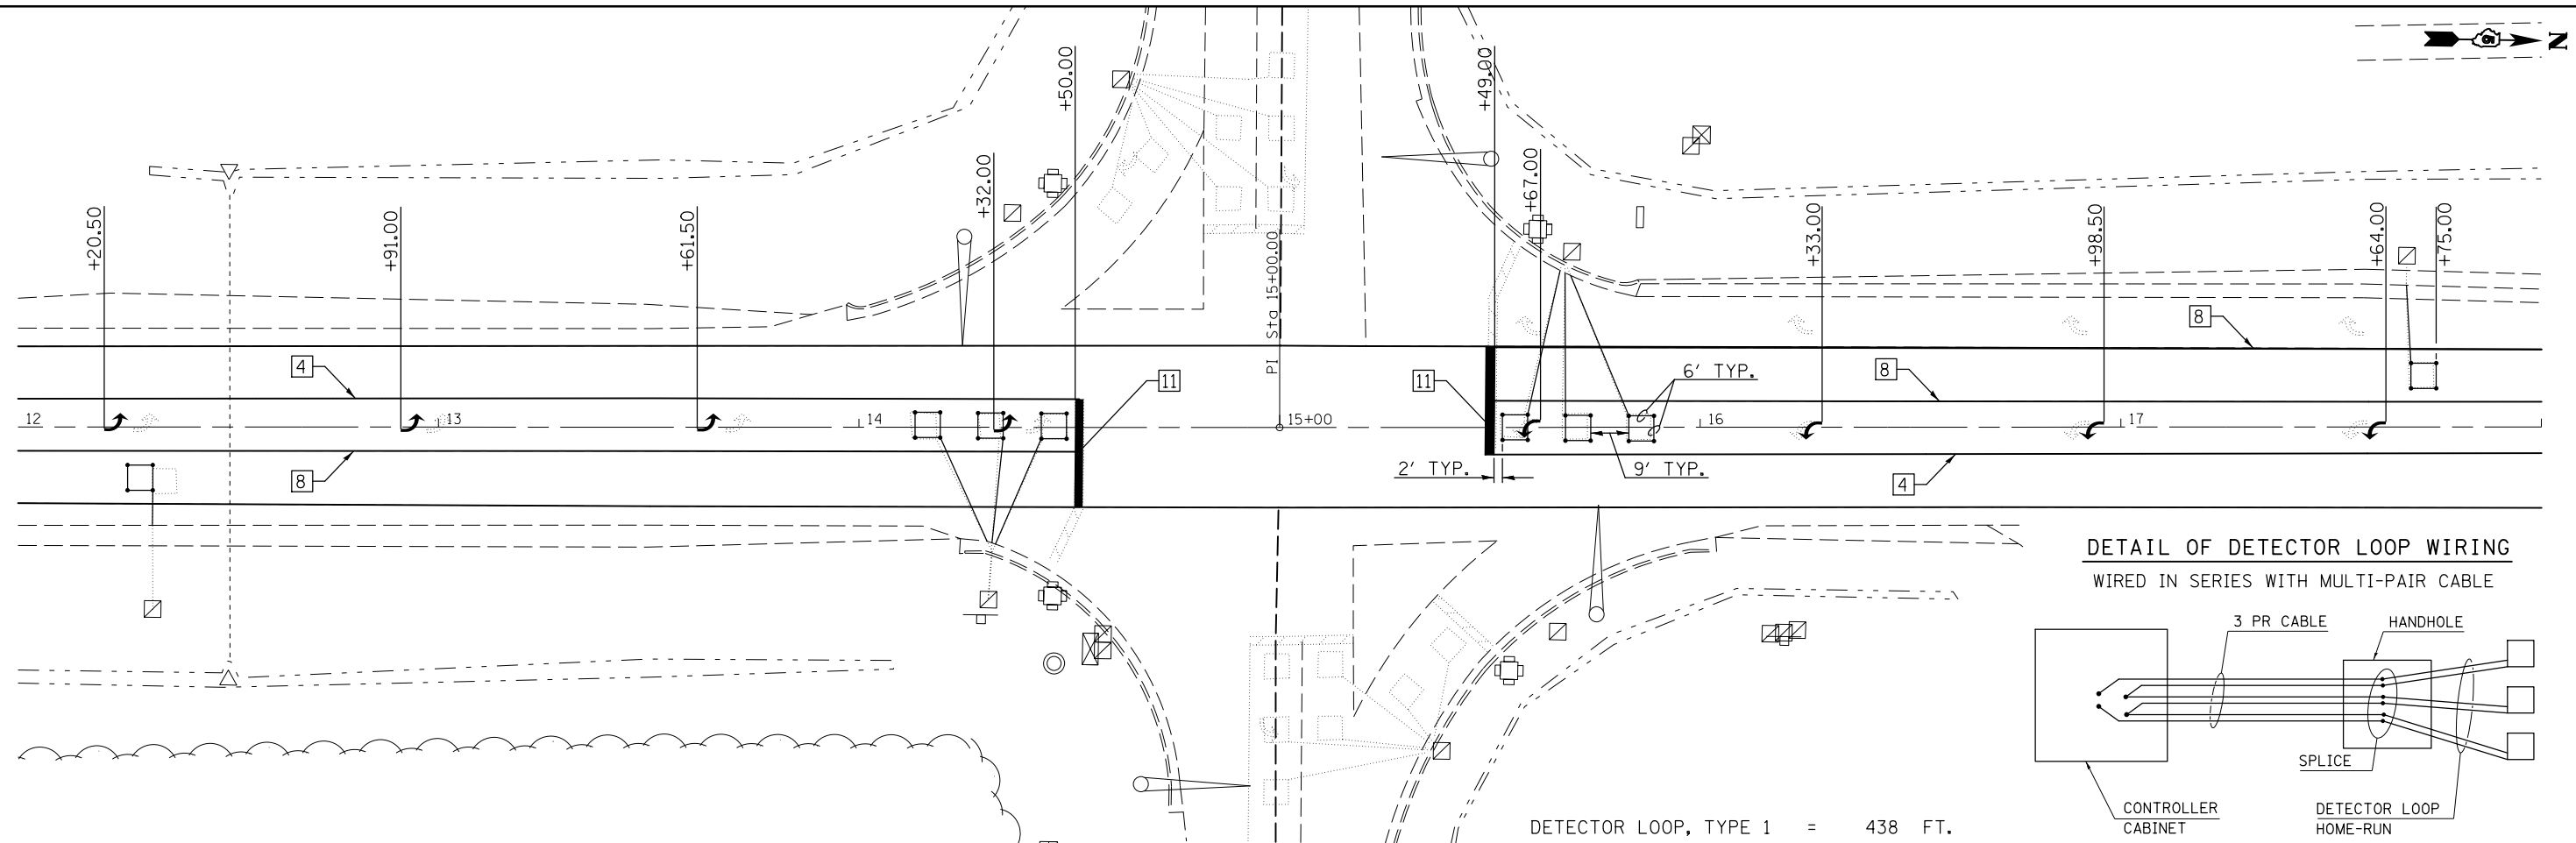 N
+50.00
+49.00
+32.00
+67.00
+20.50
+91.00
+61.50
+33.00
+98.50
+64.00
+75.00
PI Sta 15+00.00
8
4
11
11
8
6' TYP.
12
13
14
15+00
16
17
8
2' TYP.
9' TYP.
4
DETAIL OF DETECTOR LOOP WIRING
WIRED IN SERIES WITH MULTI-PAIR CABLE
3 PR CABLE
HANDHOLE
SPLICE
CONTROLLER
CABINET
DETECTOR LOOP
HOME-RUN
DETECTOR LOOP, TYPE 1 = 438 FT.